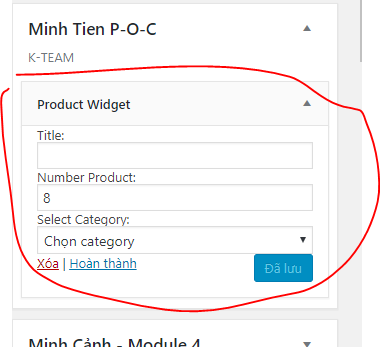 Minh Tien P-O-C
K-TEAM
Product Widget
Title:
Number Product:
8
Select Category:
Chọn category
Xóa | Hoàn thành
Đã lưu
Minh Cảnh - Module 4